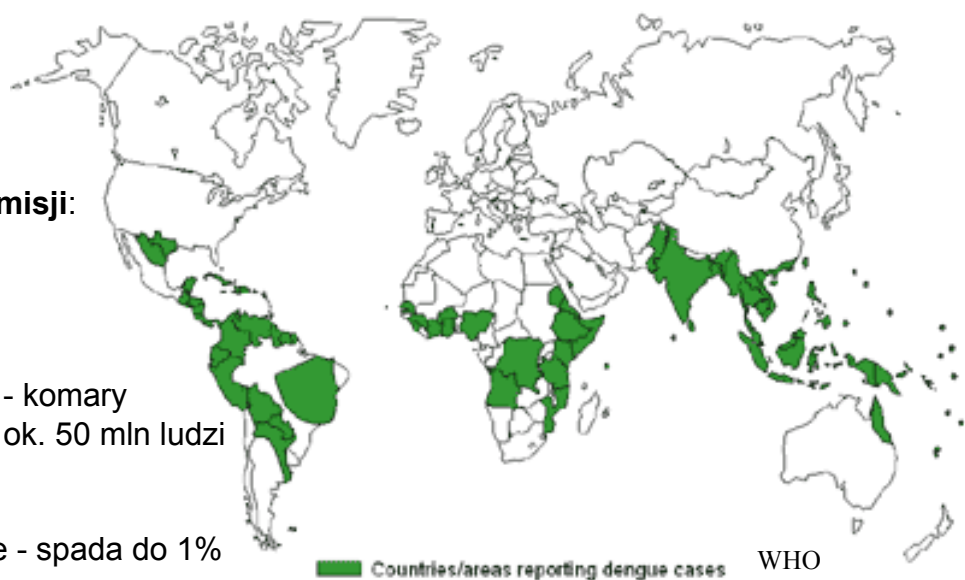 misji:
- komary
ok. 50 mln ludzi
e - spada do 1%
Countries/areas reporting dengue cases
WHO